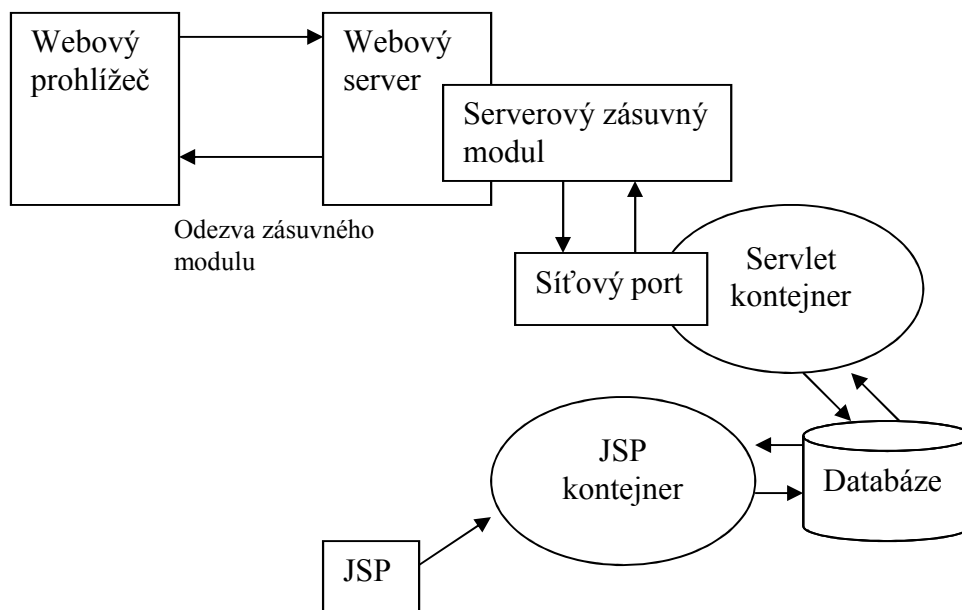 Webový
prohlížeč
Webový
server
Serverový zásuvný
modul
Odezva zásuvného
modulu
Síťový port
Servlet
kontejner
JSP
kontejner
Databáze
JSP